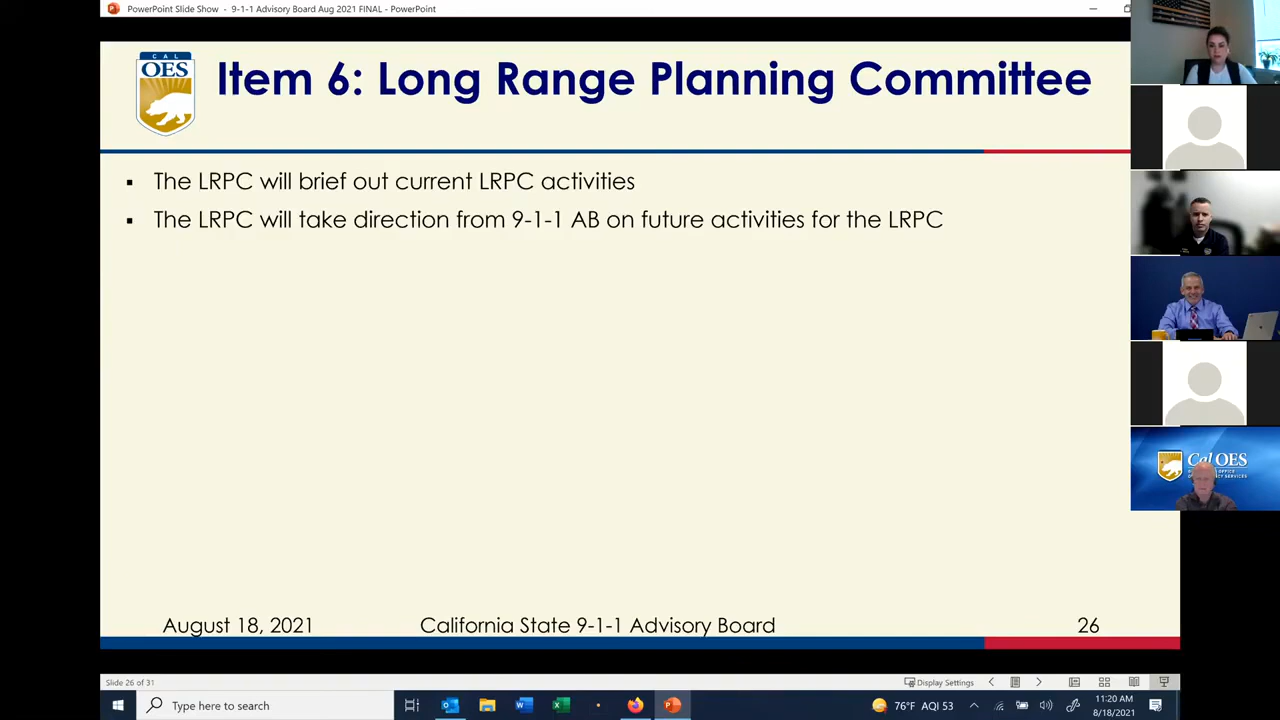 PowerPoint Slide Show - 9-1-1 Advisory Board Aug 2021 FINAL - PowerPoint
CAL
OES
Item 6: Long Range Planning Committee
▪ The LRPC will brief out current LRPC activities
▪ The LRPC will take direction from 9-1-1 AB on future activities for the LRPC
Cal OES
August 18, 2021
California State 9-1-1 Advisory Board
26
Slide 26 of 31
Display Settings
Type here to search
76°F AQI 53
11:20 AM
8/18/2021